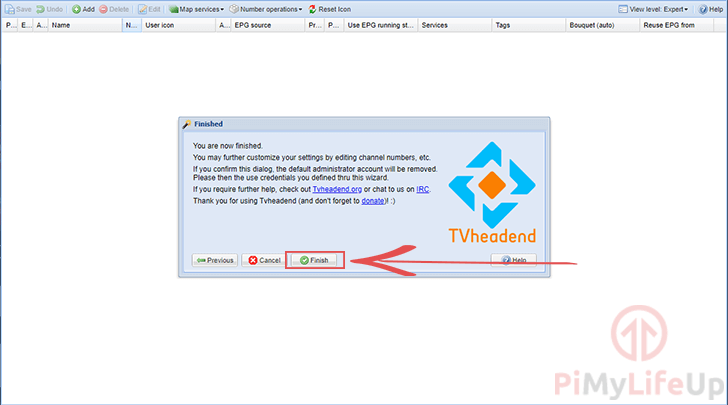 Save Undo Add Delete Edit Map services Number operations Reset Icon View level: Expert Help
P... E... A... Name N... User icon A... EPG source Pr... P... Use EPG running st... Services Tags Bouquet (auto) Reuse EPG from
Finished
You are now finished.
You may further customize your settings by editing channel numbers, etc.
If you confirm this dialog, the default administrator account will be removed.
Please then the use credentials you defined thru this wizard.
If you require further help, check out Tvheadend.org or chat to us on IRC.
Thank you for using Tvheadend (and don't forget to donate)! :)
TVheadend
Previous Cancel Finish Help
PiMyLifeUp